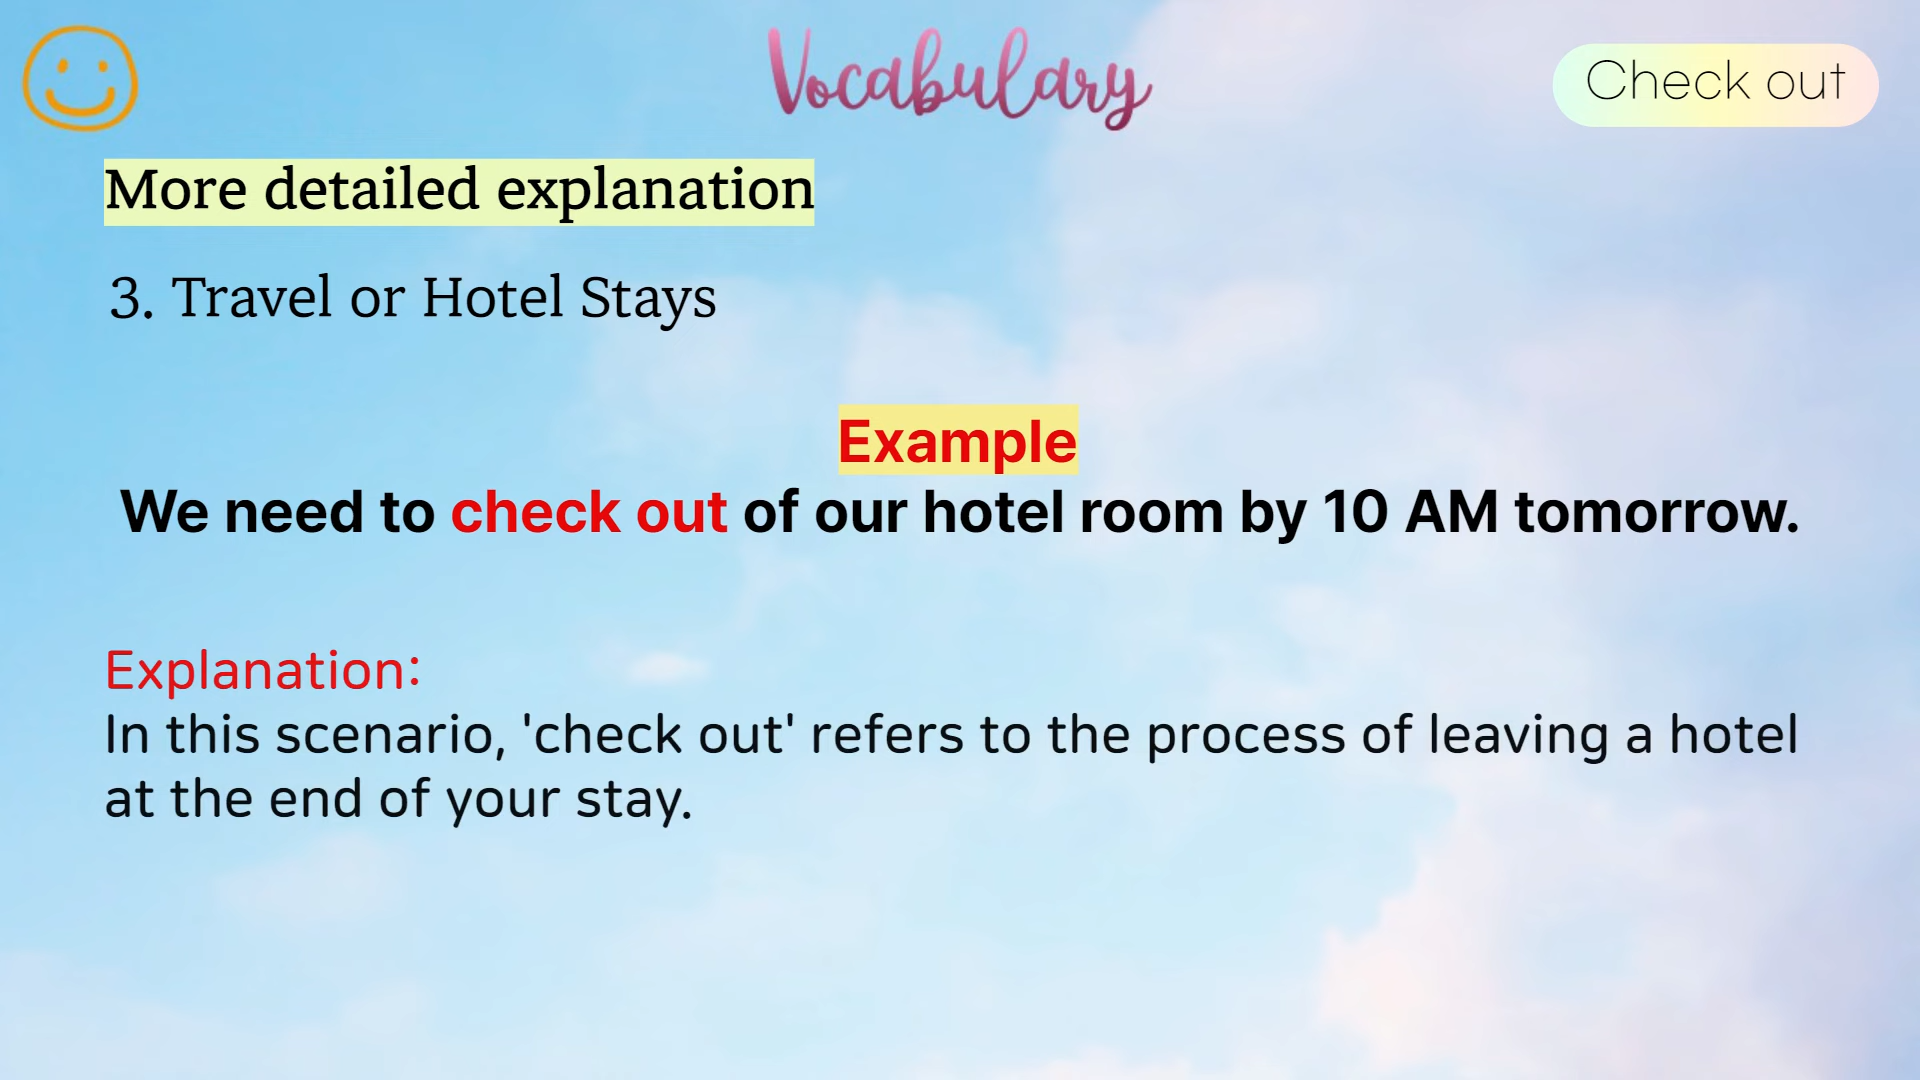 Vocabulary
Check out
More detailed explanation
3. Travel or Hotel Stays
Example
We need to check out of our hotel room by 10 AM tomorrow.
Explanation:
In this scenario, 'check out' refers to the process of leaving a hotel
at the end of your stay.